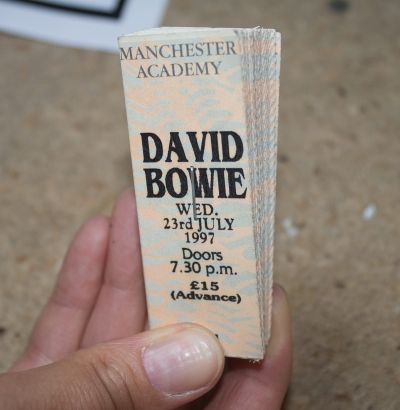 MANCHESTER
ACADEMY
DAVID
BOWIE
WED.
23rd JULY
1997
Doors
7.30 p.m.
£15
(Advance)